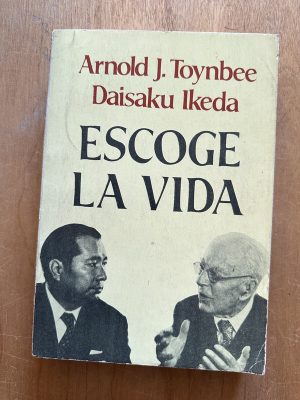 Arnold J. Toynbee
Daisaku Ikeda
ESCOGE
LA VIDA